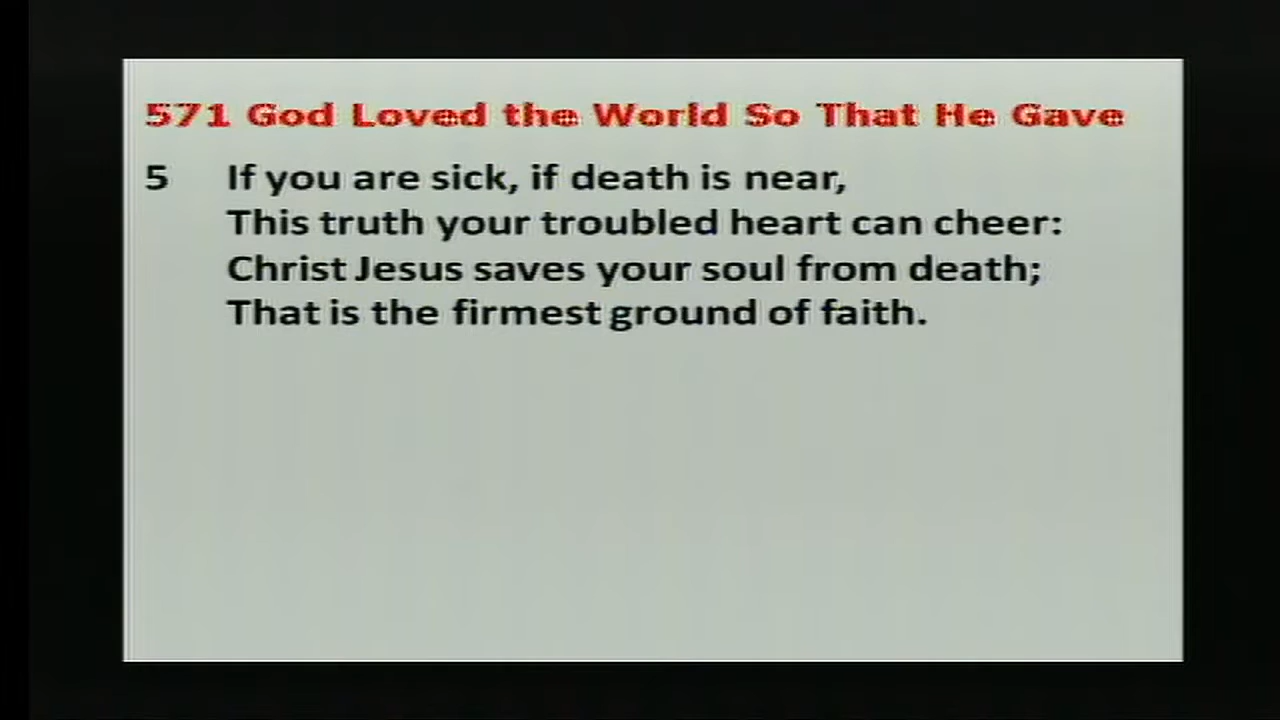 571 God Loved the World So That He Gave
5 If you are sick, if death is near,
This truth your troubled heart can cheer:
Christ Jesus saves your soul from death;
That is the firmest ground of faith.